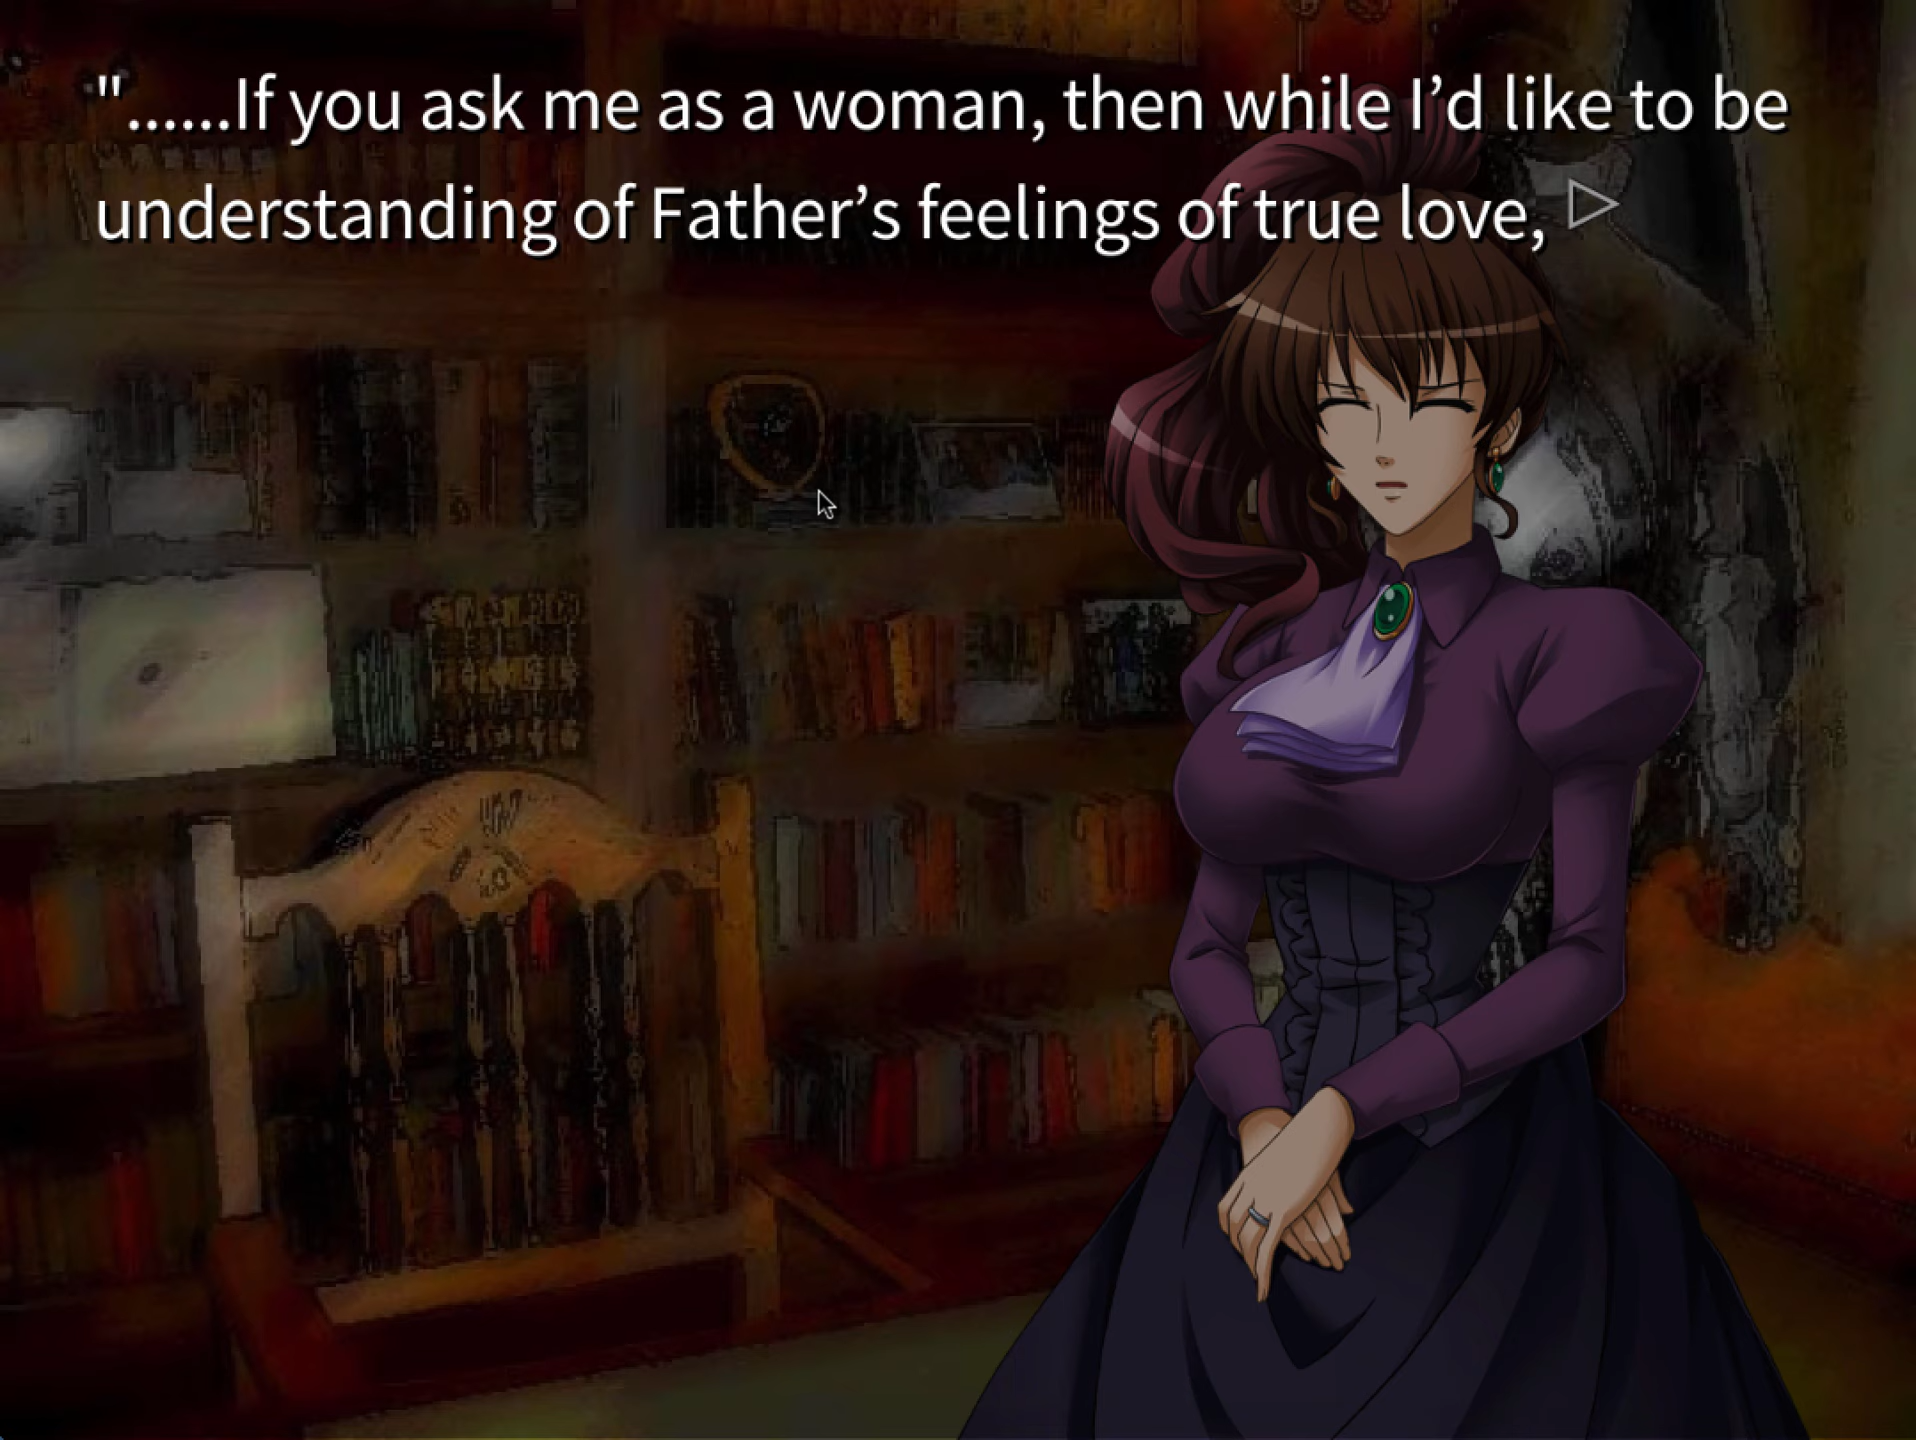 "......If you ask me as a woman, then while I’d like to be
understanding of Father’s feelings of true love,